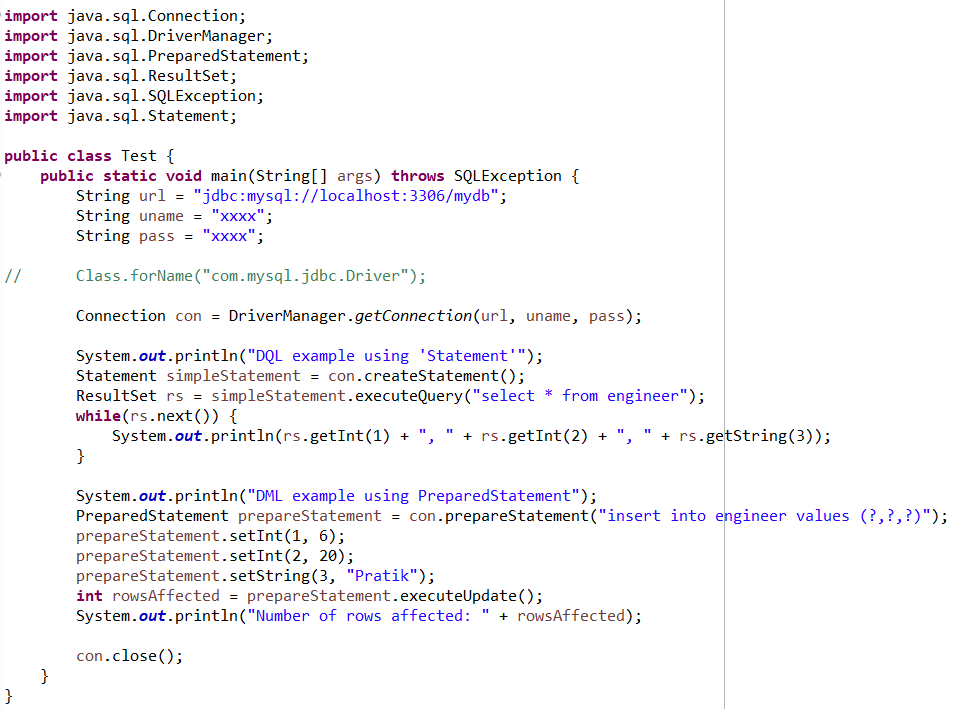 import java.sql.Connection;
import java.sql.DriverManager;
import java.sql.PreparedStatement;
import java.sql.ResultSet;
import java.sql.SQLException;
import java.sql.Statement;

public class Test {
    public static void main(String[] args) throws SQLException {
        String url = "jdbc:mysql://localhost:3306/mydb";
        String uname = "xxxx";
        String pass = "xxxx";

//      Class.forName("com.mysql.jdbc.Driver");

        Connection con = DriverManager.getConnection(url, uname, pass);

        System.out.println("DQL example using 'Statement'");
        Statement simpleStatement = con.createStatement();
        ResultSet rs = simpleStatement.executeQuery("select * from engineer");
        while(rs.next()) {
            System.out.println(rs.getInt(1) + ", " + rs.getInt(2) + ", " + rs.getString(3));
        }

        System.out.println("DML example using PreparedStatement");
        PreparedStatement prepareStatement = con.prepareStatement("insert into engineer values (?,?,?)");
        prepareStatement.setInt(1, 6);
        prepareStatement.setInt(2, 20);
        prepareStatement.setString(3, "Pratik");
        int rowsAffected = prepareStatement.executeUpdate();
        System.out.println("Number of rows affected: " + rowsAffected);

        con.close();
    }
}